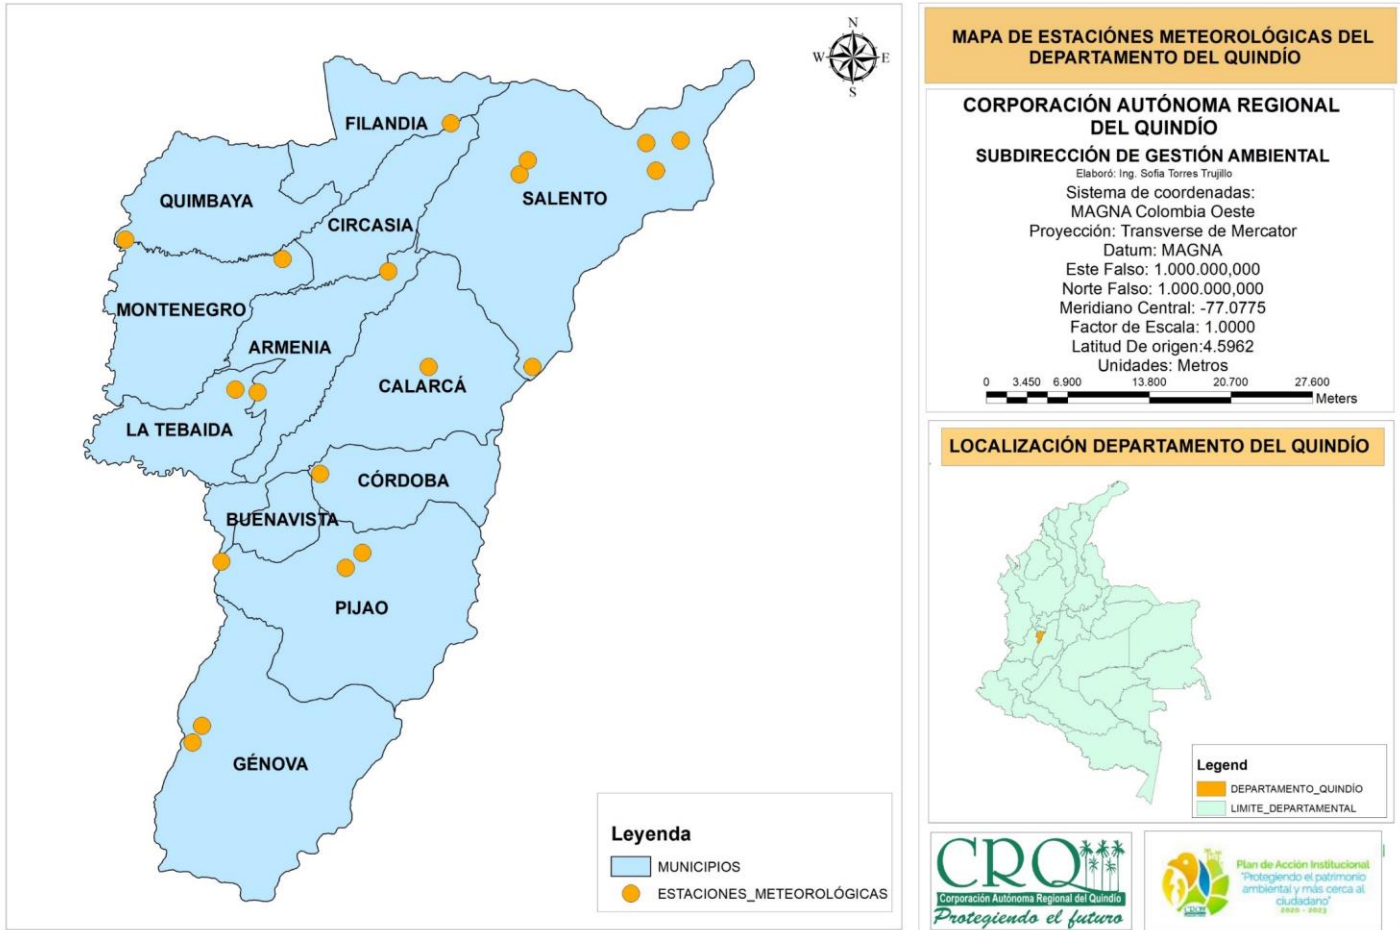 N
W
E
S
FILANDIA
QUIMBAYA
SALENTO
CIRCASIA
MONTENEGRO
ARMENIA
CALARCÁ
LA TEBAIDA
CÓRDOBA
BUENAVISTA
PIJAO
GÉNOVA
Leyenda
MUNICIPIOS
ESTACIONES_METEOROLÓGICAS
MAPA DE ESTACIÓNES METEOROLÓGICAS DEL
DEPARTAMENTO DEL QUINDÍO
CORPORACIÓN AUTÓNOMA REGIONAL
DEL QUINDÍO
SUBDIRECCIÓN DE GESTIÓN AMBIENTAL
Elaboró: Ing. Sofia Torres Trujillo
Sistema de coordenadas:
MAGNA Colombia Oeste
Proyección: Transverse de Mercator
Datum: MAGNA
Este Falso: 1.000.000,000
Norte Falso: 1.000.000,000
Meridiano Central: -77.0775
Factor de Escala: 1.0000
Latitud De origen:4.5962
Unidades: Metros
0 3.450 6.900 13.800 20.700 27.600
Meters
LOCALIZACIÓN DEPARTAMENTO DEL QUINDÍO
Legend
DEPARTAMENTO_QUINDÍO
LIMITE_DEPARTAMENTAL
CRQ
Corporación Autónoma Regional del Quindío
Protegiendo el futuro
Plan de Acción Institucional
"Protegiendo el patrimonio
ambiental y más cerca al
ciudadano"
2020 - 2023
CRQ